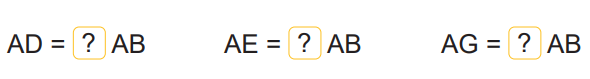 AD = ? AB AE = ? AB AG = ? AB